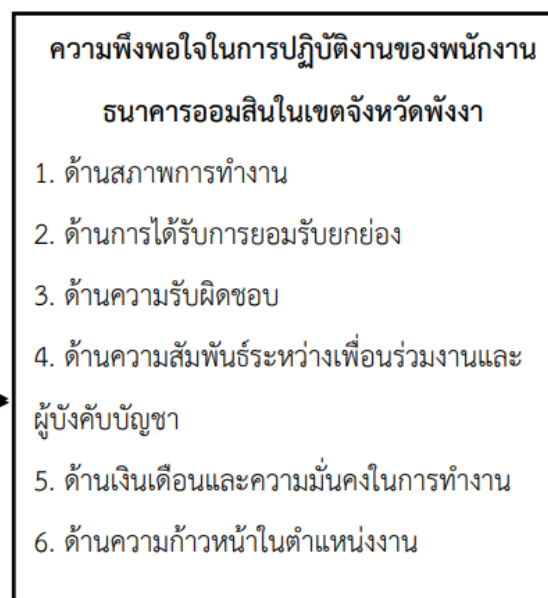 ความพึงพอใจในการปฏิบัติงานของพนักงาน
ธนาคารออมสินในเขตจังหวัดพังงา
1. ด้านสภาพการทำงาน
2. ด้านการได้รับการยอมรับยกย่อง
3. ด้านความรับผิดชอบ
4. ด้านความสัมพันธ์ระหว่างเพื่อนร่วมงานและ
ผู้บังคับบัญชา
5. ด้านเงินเดือนและความมั่นคงในการทำงาน
6. ด้านความก้าวหน้าในตำแหน่งงาน